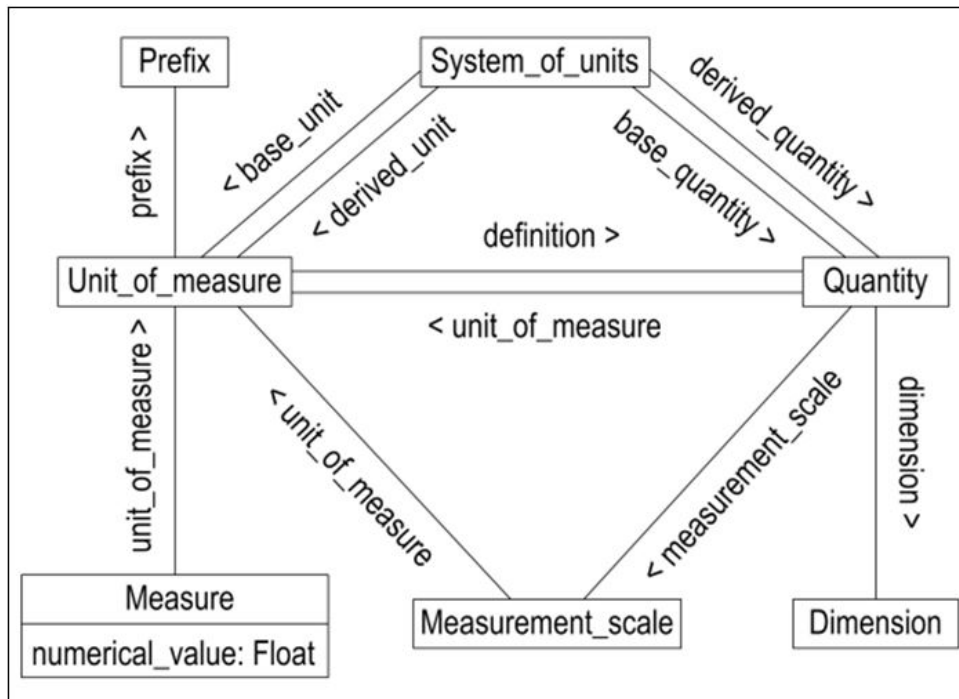 Prefix
System_of_units
prefix >
< base_unit
< derived_unit
base_quantity >
derived_quantity >
definition >
Unit_of_measure
Quantity
< unit_of_measure
unit_of_measure >
< unit_of_measure
< measurement_scale
dimension >
Measure
numerical_value: Float
Measurement_scale
Dimension